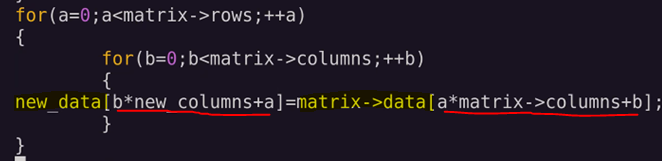 for(a=0;a<matrix->rows;++a)
{
for(b=0;b<matrix->columns;++b)
{
new_data[b*new_columns+a]=matrix->data[a*matrix->columns+b];
}
}